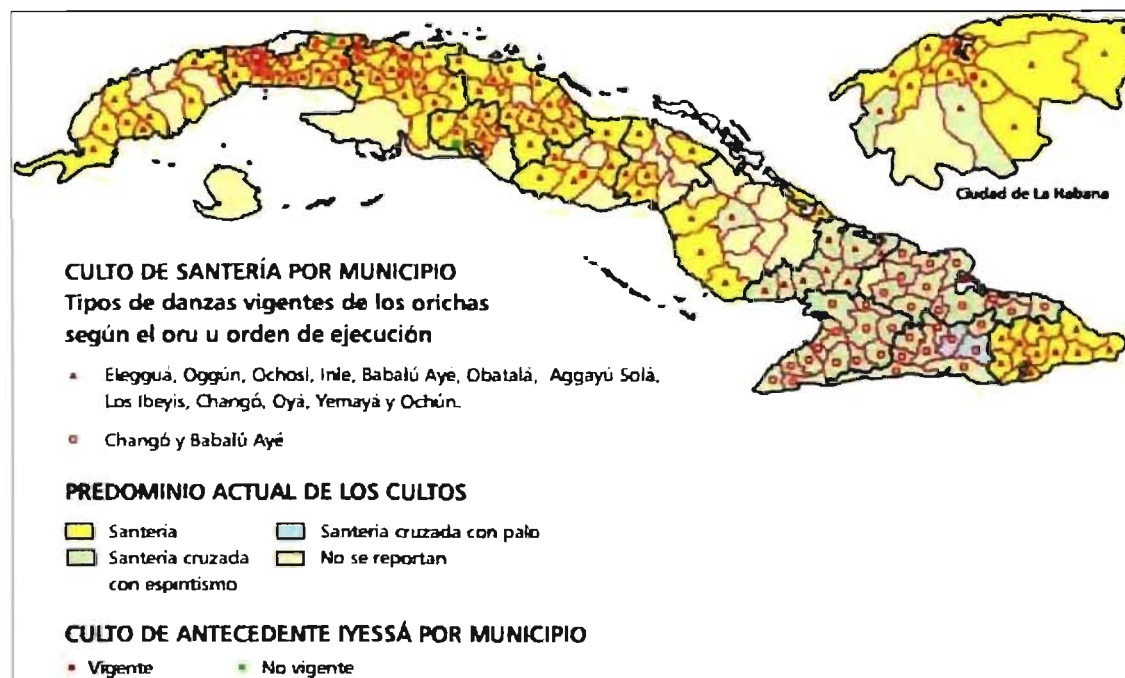 Ciudad de La Habana
CULTO DE SANTERÍA POR MUNICIPIO
Tipos de danzas vigentes de los orichas
según el oru u orden de ejecución
Eleggúa, Oggún, Ochosi, Inle, Babalú Ayé, Obatalá, Aggayú Solá,
Los Ibeyis, Changó, Oyá, Yemayá y Ochún.
Changó y Babalú Ayé
PREDOMINIO ACTUAL DE LOS CULTOS
Santería
Santería cruzada con palo
Santería cruzada
con espiritismo
No se reportan
CULTO DE ANTECEDENTE IYESSÁ POR MUNICIPIO
Vigente
No vigente